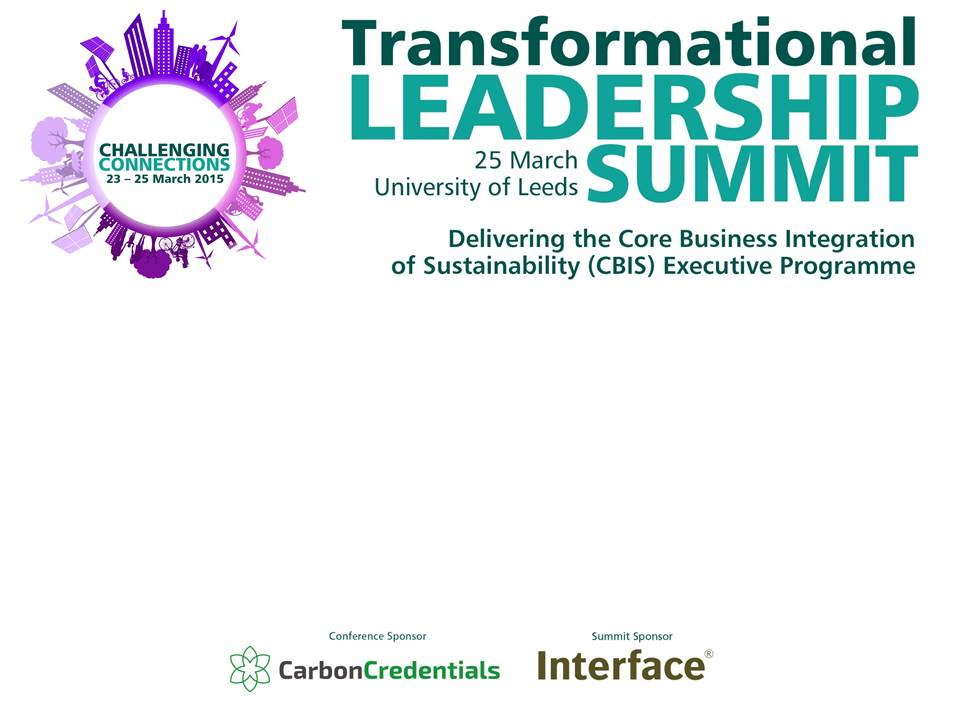 CHALLENGING
CONNECTIONS
23 – 25 March 2015
Transformational
LEADERSHIP
25 March
University of Leeds
SUMMIT
Delivering the Core Business Integration
of Sustainability (CBIS) Executive Programme
Conference Sponsor
CarbonCredentials
Summit Sponsor
Interface®